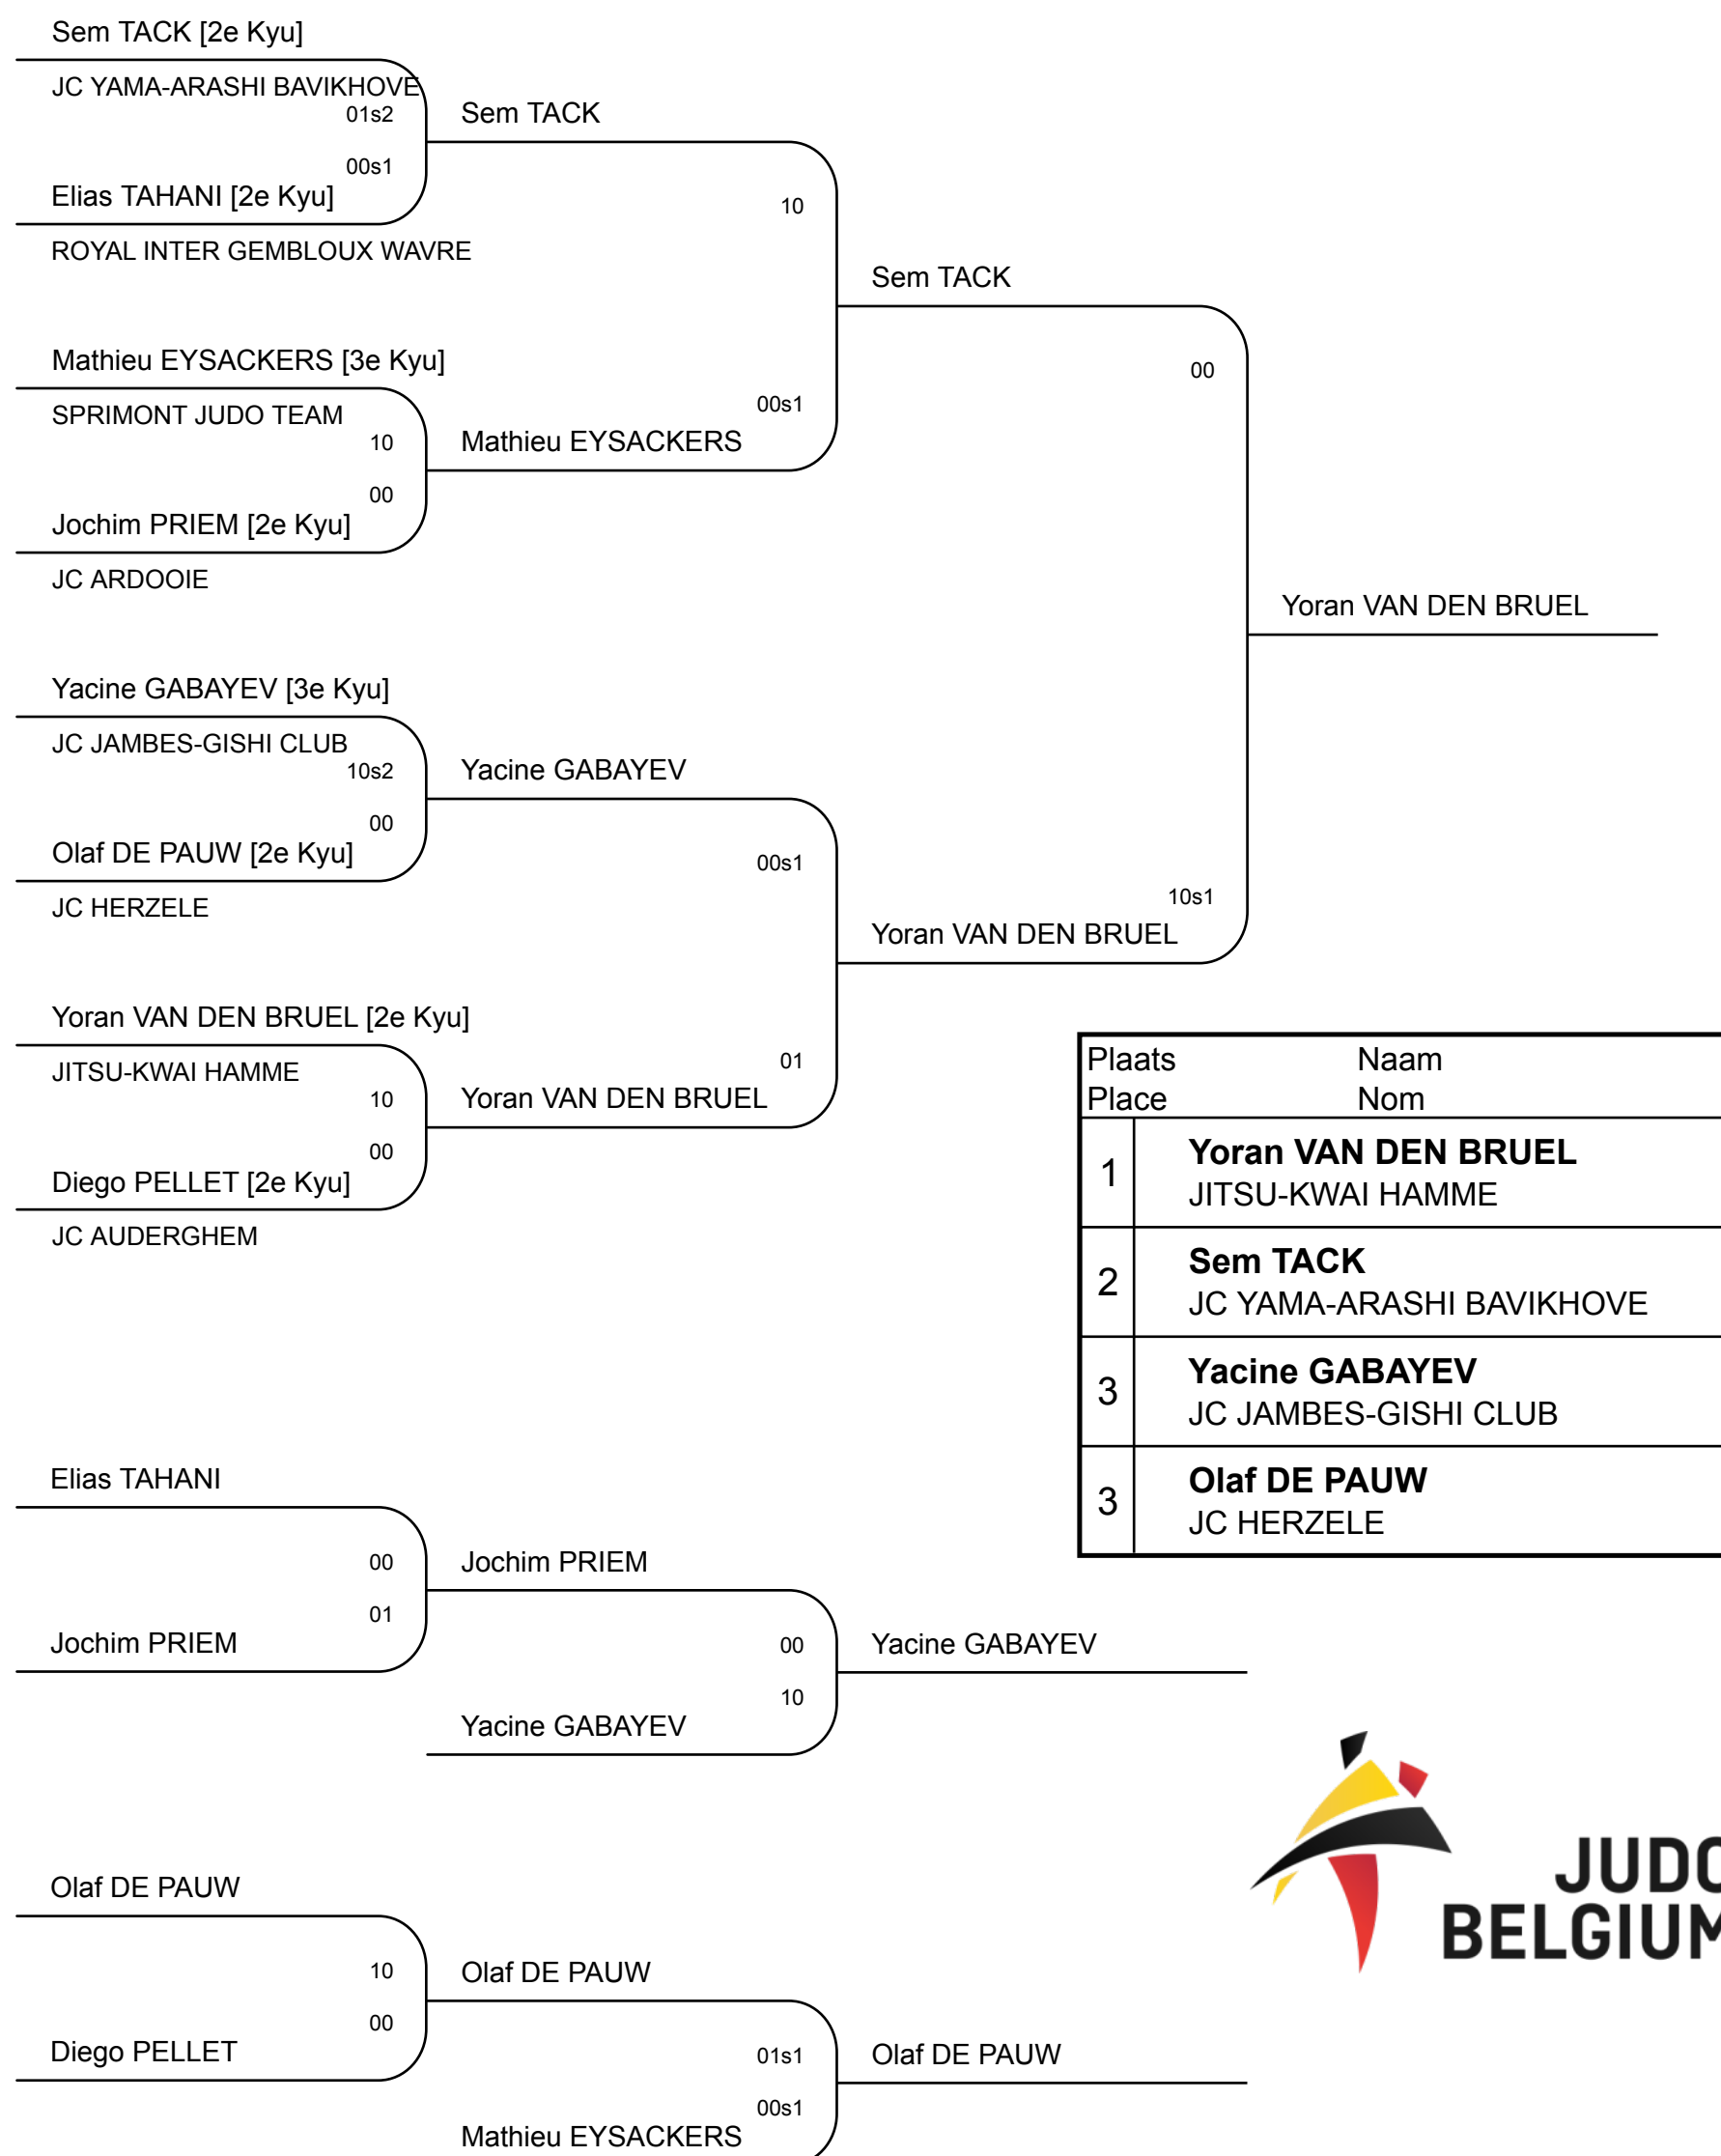 Sem TACK [2e Kyu]
JC YAMA-ARASHI BAVIKHOVE
01s2
Sem TACK
00s1
Elias TAHANI [2e Kyu]
10
ROYAL INTER GEMBLOUX WAVRE
Sem TACK
Mathieu EYSACKERS [3e Kyu]
00
SPRIMONT JUDO TEAM
00s1
10
Mathieu EYSACKERS
00
Jochim PRIEM [2e Kyu]
JC ARDOOIE
Yoran VAN DEN BRUEL
Yacine GABAYEV [3e Kyu]
JC JAMBES-GISHI CLUB
10s2
Yacine GABAYEV
00
Olaf DE PAUW [2e Kyu]
00s1
JC HERZELE
10s1
Yoran VAN DEN BRUEL
Yoran VAN DEN BRUEL [2e Kyu]
JITSU-KWAI HAMME
01
10
Yoran VAN DEN BRUEL
00
Diego PELLET [2e Kyu]
JC AUDERGHEM
Plaats Naam
Place Nom
1 Yoran VAN DEN BRUEL
JITSU-KWAI HAMME
2 Sem TACK
JC YAMA-ARASHI BAVIKHOVE
3 Yacine GABAYEV
JC JAMBES-GISHI CLUB
3 Olaf DE PAUW
JC HERZELE
Elias TAHANI
00
Jochim PRIEM
01
Jochim PRIEM
00
Yacine GABAYEV
10
Yacine GABAYEV
Olaf DE PAUW
10
Olaf DE PAUW
00
Diego PELLET
01s1
Olaf DE PAUW
00s1
Mathieu EYSACKERS
JUDO
BELGIUM